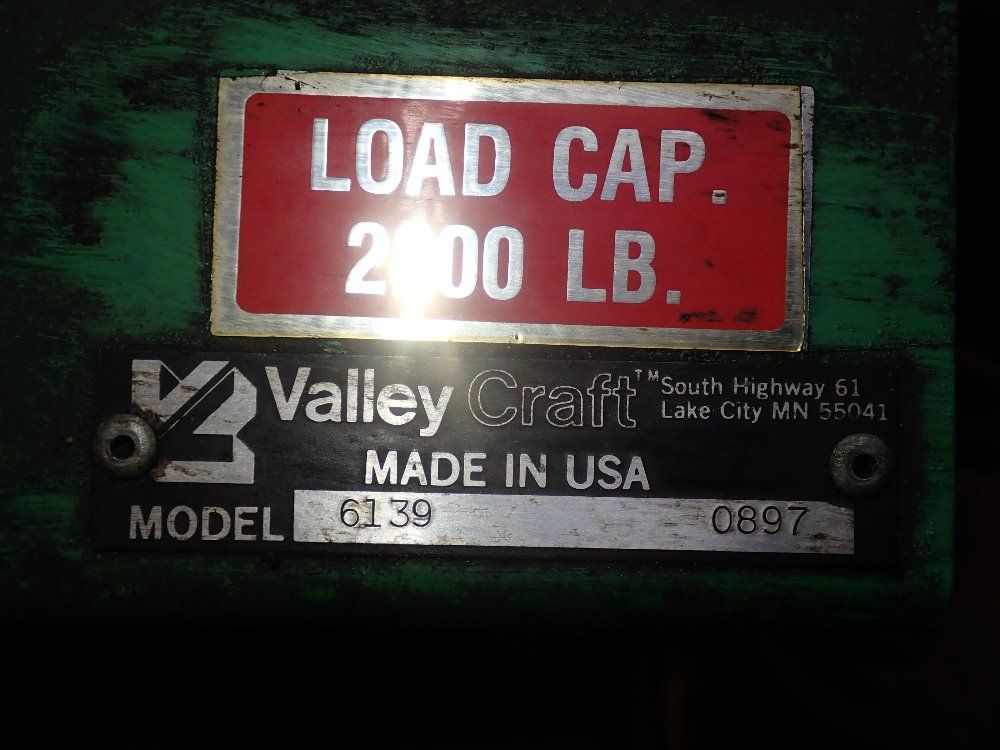 LOAD CAP.
LB.
Valley Craft™
South Highway 61
Lake City MN 55041
MADE IN USA
MODEL 6139 0897